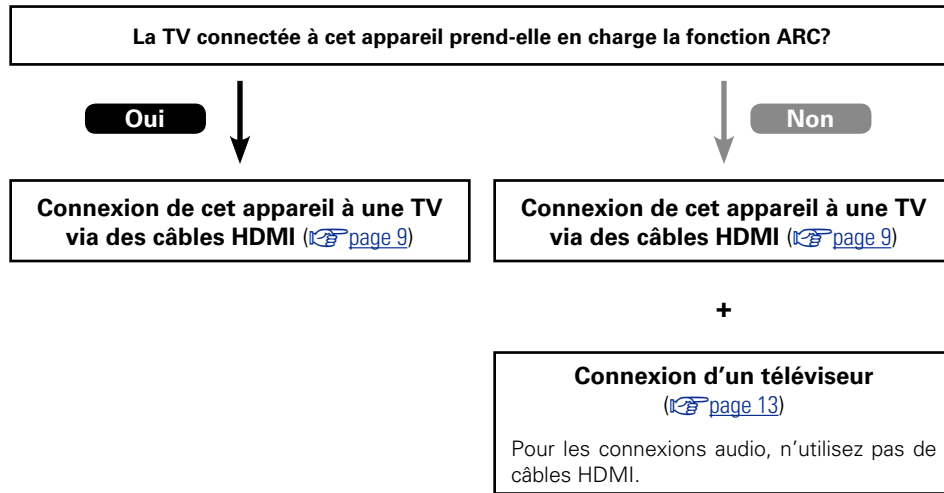 La TV connectée à cet appareil prend-elle en charge la fonction ARC?
Oui
Non
Connexion de cet appareil à une TV
via des câbles HDMI (page 9)
Connexion de cet appareil à une TV
via des câbles HDMI (page 9)
+
Connexion d’un téléviseur
(page 13)
Pour les connexions audio, n’utilisez pas de
câbles HDMI.